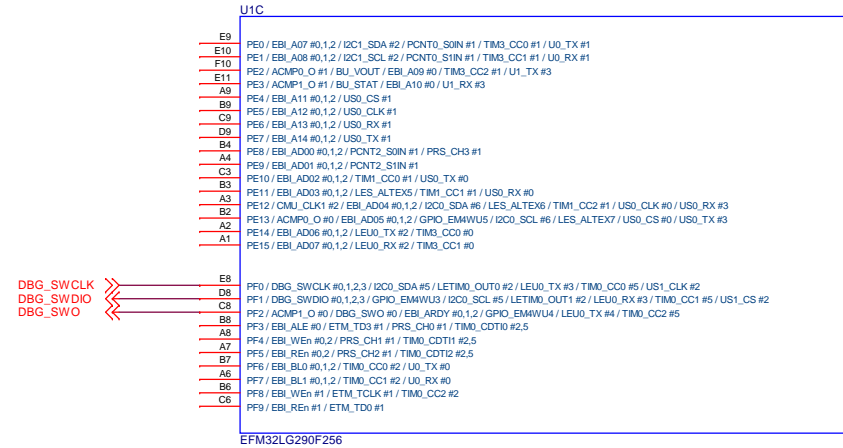 U1C
E9 PE0 / EBI_A07 #0,1,2 / I2C1_SDA #2 / PCNT0_S0IN #1 / TIM3_CC0 #1 / U0_TX #1
E10 PE1 / EBI_A08 #0,1,2 / I2C1_SCL #2 / PCNT0_S1IN #1 / TIM3_CC1 #1 / U0_RX #1
F10 PE2 / ACMP0_O #1 / BU_VOUT / EBI_A09 #0 / TIM3_CC2 #1 / U1_TX #3
E11 PE3 / ACMP1_O #1 / BU_STAT / EBI_A10 #0 / U1_RX #3
A9 PE4 / EBI_A11 #0,1,2 / US0_CS #1
B9 PE5 / EBI_A12 #0,1,2 / US0_CLK #1
C9 PE6 / EBI_A13 #0,1,2 / US0_RX #1
D9 PE7 / EBI_A14 #0,1,2 / US0_TX #1
B4 PE8 / EBI_AD00 #0,1,2 / PCNT2_S0IN #1 / PRS_CH3 #1
A4 PE9 / EBI_AD01 #0,1,2 / PCNT2_S1IN #1
C3 PE10 / EBI_AD02 #0,1,2 / TIM1_CC0 #1 / US0_TX #0
B3 PE11 / EBI_AD03 #0,1,2 / LES_ALTEX5 / TIM1_CC1 #1 / US0_RX #0
A3 PE12 / CMU_CLK1 #2 / EBI_AD04 #0,1,2 / I2C0_SDA #6 / LES_ALTEX6 / TIM1_CC2 #1 / US0_CLK #0 / US0_RX #3
B2 PE13 / ACMP0_O #0 / EBI_AD05 #0,1,2 / GPIO_EM4WU5 / I2C0_SCL #6 / LES_ALTEX7 / US0_CS #0 / US0_TX #3
A2 PE14 / EBI_AD06 #0,1,2 / LEU0_TX #2 / TIM3_CC0 #0
A1 PE15 / EBI_AD07 #0,1,2 / LEU0_RX #2 / TIM3_CC1 #0
DBG_SWCLK E8 PF0 / DBG_SWCLK #0,1,2,3 / I2C0_SDA #5 / LETIM0_OUT0 #2 / LEU0_TX #3 / TIM0_CC0 #5 / US1_CLK #2
DBG_SWDIO D8 PF1 / DBG_SWDIO #0,1,2,3 / GPIO_EM4WU3 / I2C0_SCL #5 / LETIM0_OUT1 #2 / LEU0_RX #3 / TIM0_CC1 #5 / US1_CS #2
DBG_SWO C8 PF2 / ACMP1_O #0 / DBG_SWO #0 / EBI_ARDY #0,1,2 / GPIO_EM4WU4 / LEU0_TX #4 / TIM0_CC2 #5
B8 PF3 / EBI_ALE #0 / ETM_TD3 #1 / PRS_CH0 #1 / TIM0_CDTI0 #2,5
A8 PF4 / EBI_WEn #0,2 / PRS_CH1 #1 / TIM0_CDTI1 #2,5
A7 PF5 / EBI_REn #0,2 / PRS_CH2 #1 / TIM0_CDTI2 #2,5
B7 PF6 / EBI_BL0 #0,1,2 / TIM0_CC0 #2 / U0_TX #0
A6 PF7 / EBI_BL1 #0,1,2 / TIM0_CC1 #2 / U0_RX #0
B6 PF8 / EBI_WEn #1 / ETM_TCLK #1 / TIM0_CC2 #2
C6 PF9 / EBI_REn #1 / ETM_TD0 #1
EFM32LG290F256